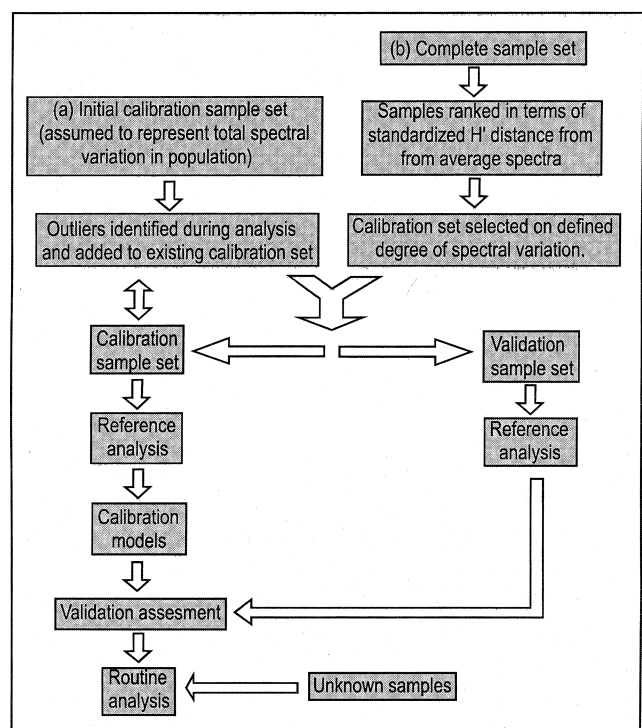 (b) Complete sample set
(a) Initial calibration sample set
(assumed to represent total spectral
variation in population)
Samples ranked in terms of
standardized H' distance from
from average spectra
Outliers identified during analysis
and added to existing calibration set
Calibration set selected on defined
degree of spectral variation.
Calibration
sample set
Validation
sample set
Reference
analysis
Reference
analysis
Calibration
models
Validation assesment
Routine
analysis
Unknown samples